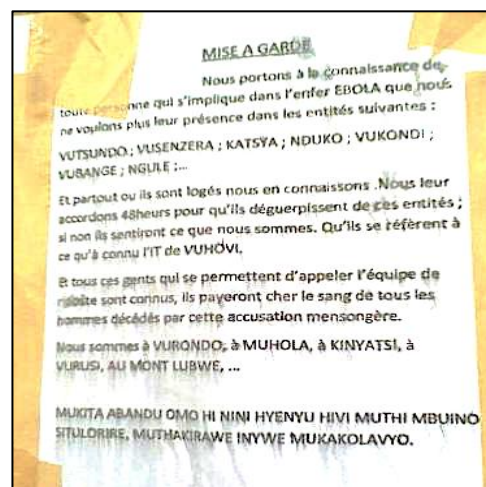 MISE A GARDE
Nous portons à la connaissance de
toute personne qui s'implique dans l'enfer EBOLA que nous
ne voulons plus leur présence dans les entités suivantes :
VUTSUNDO ; VUSENZERA ; KATSYA ; NDUKO ; VUKONDI ;
VUBANGE ; NGULE ;...
Et partout ou ils sont logés nous en connaissons .Nous leur
accordons 48heurs pour qu'ils déguerpissent de ces entités ;
si non ils sentiront ce que nous sommes. Qu'ils se réfèrent à
ce qu'à connu l'IT de VUHOVI.
Et tous ces gents qui se permettent d'appeler l'équipe de
riposte sont connus, ils payeront cher le sang de tous les
hommes décédés par cette accusation mensongère.
Nous sommes à VURONDO, à MUHOLA, à KINYATSI, à
VURUSI, AU MONT LUBWE, ...
MUKITA ABANDU OMO HI NINI HYENYU HIVI MUTHI MBUINO
SITULORIRE, MUTHAKIRAWE INYWE MUKAKOLAVYO.